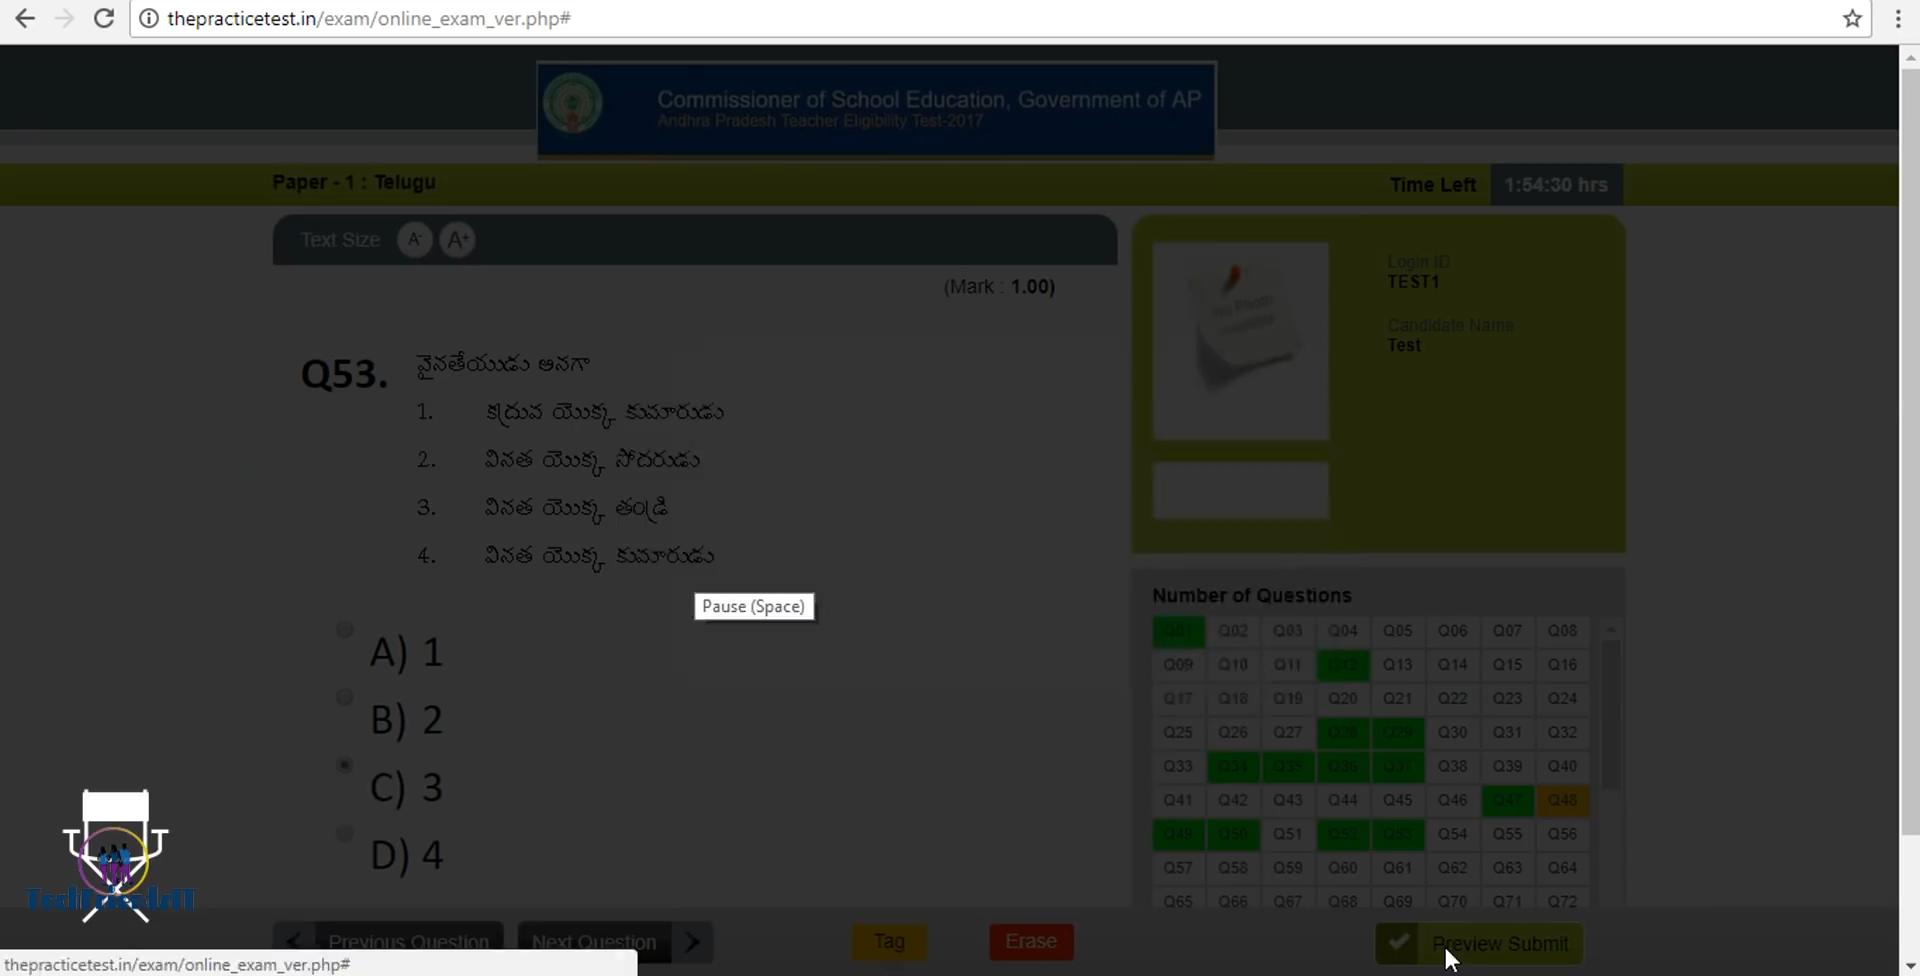 thepracticetest.in/exam/online_exam_ver.php#
Commissioner of School Education, Government of AP
Andhra Pradesh Teacher Eligibility Test-2017
Paper - 1 : Telugu
Time Left 1:54:30 hrs
Text Size A- A+
(Mark : 1.00)
Login ID
TEST1
Candidate Name
Test
Q53. వైనతేయుడు అనగా
1. కద్రువ యొక్క కుమారుడు
2. వినత యొక్క సోదరుడు
3. వినత యొక్క తండ్రి
4. వినత యొక్క కుమారుడు
Pause (Space)
A) 1
B) 2
C) 3
D) 4
Number of Questions
Q01 Q02 Q03 Q04 Q05 Q06 Q07 Q08
Q09 Q10 Q11 Q12 Q13 Q14 Q15 Q16
Q17 Q18 Q19 Q20 Q21 Q22 Q23 Q24
Q25 Q26 Q27 Q28 Q29 Q30 Q31 Q32
Q33 Q34 Q35 Q36 Q37 Q38 Q39 Q40
Q41 Q42 Q43 Q44 Q45 Q46 Q47 Q48
Q49 Q50 Q51 Q52 Q53 Q54 Q55 Q56
Q57 Q58 Q59 Q60 Q61 Q62 Q63 Q64
Q65 Q66 Q67 Q68 Q69 Q70 Q71 Q72
Previous Question Next Question Tag Erase Preview Submit
thepracticetest.in/exam/online_exam_ver.php#